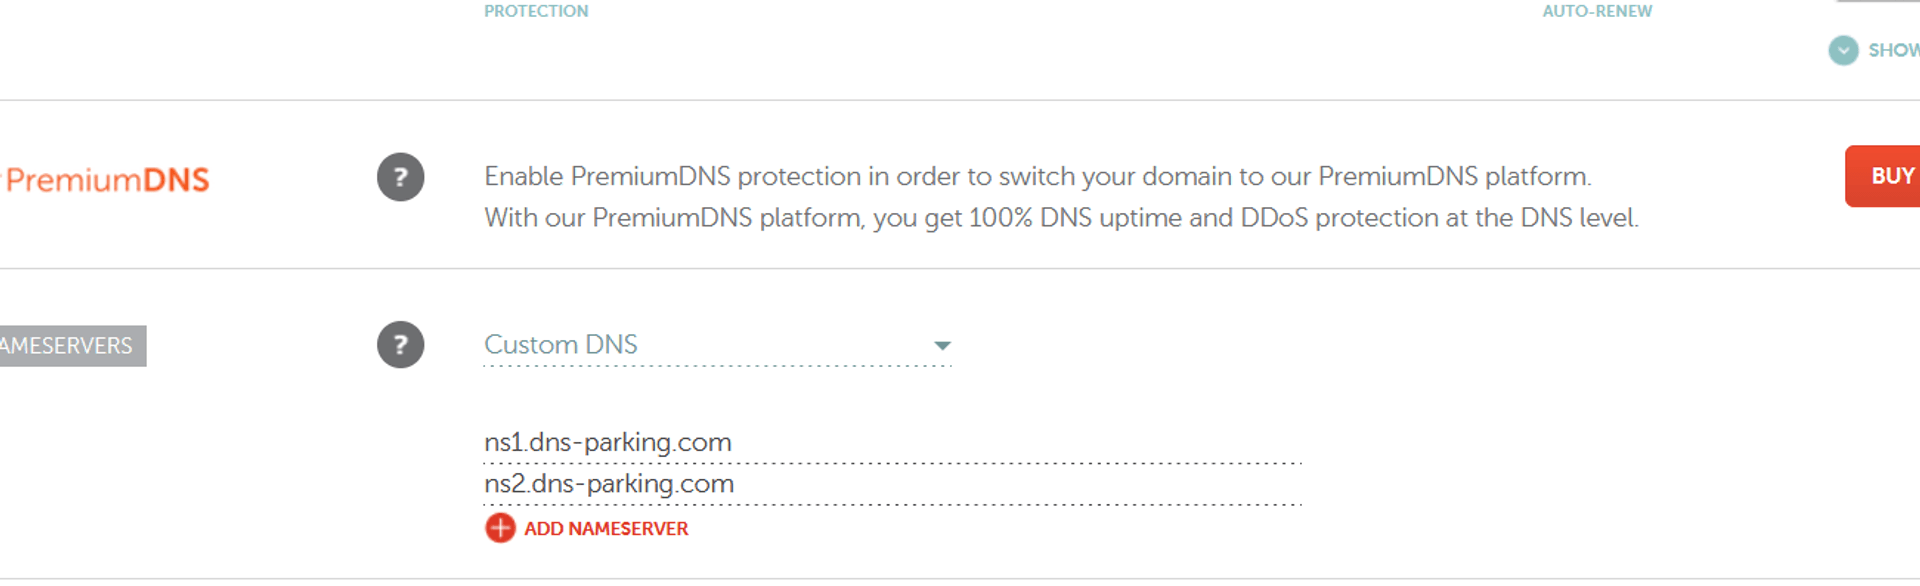 PROTECTION
AUTO-RENEW
SHOW
PremiumDNS
?
Enable PremiumDNS protection in order to switch your domain to our PremiumDNS platform.
With our PremiumDNS platform, you get 100% DNS uptime and DDoS protection at the DNS level.
BUY
AMESERVERS
?
Custom DNS
ns1.dns-parking.com
ns2.dns-parking.com
ADD NAMESERVER